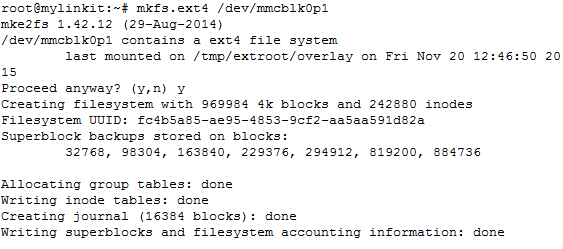 root@mylinkit:~# mkfs.ext4 /dev/mmcblk0p1
mke2fs 1.42.12 (29-Aug-2014)
/dev/mmcblk0p1 contains a ext4 file system
        last mounted on /tmp/extroot/overlay on Fri Nov 20 12:46:50 20
15
Proceed anyway? (y,n) y
Creating filesystem with 969984 4k blocks and 242880 inodes
Filesystem UUID: fc4b5a85-ae95-4853-9cf2-aa5aa591d82a
Superblock backups stored on blocks:
        32768, 98304, 163840, 229376, 294912, 819200, 884736

Allocating group tables: done
Writing inode tables: done
Creating journal (16384 blocks): done
Writing superblocks and filesystem accounting information: done